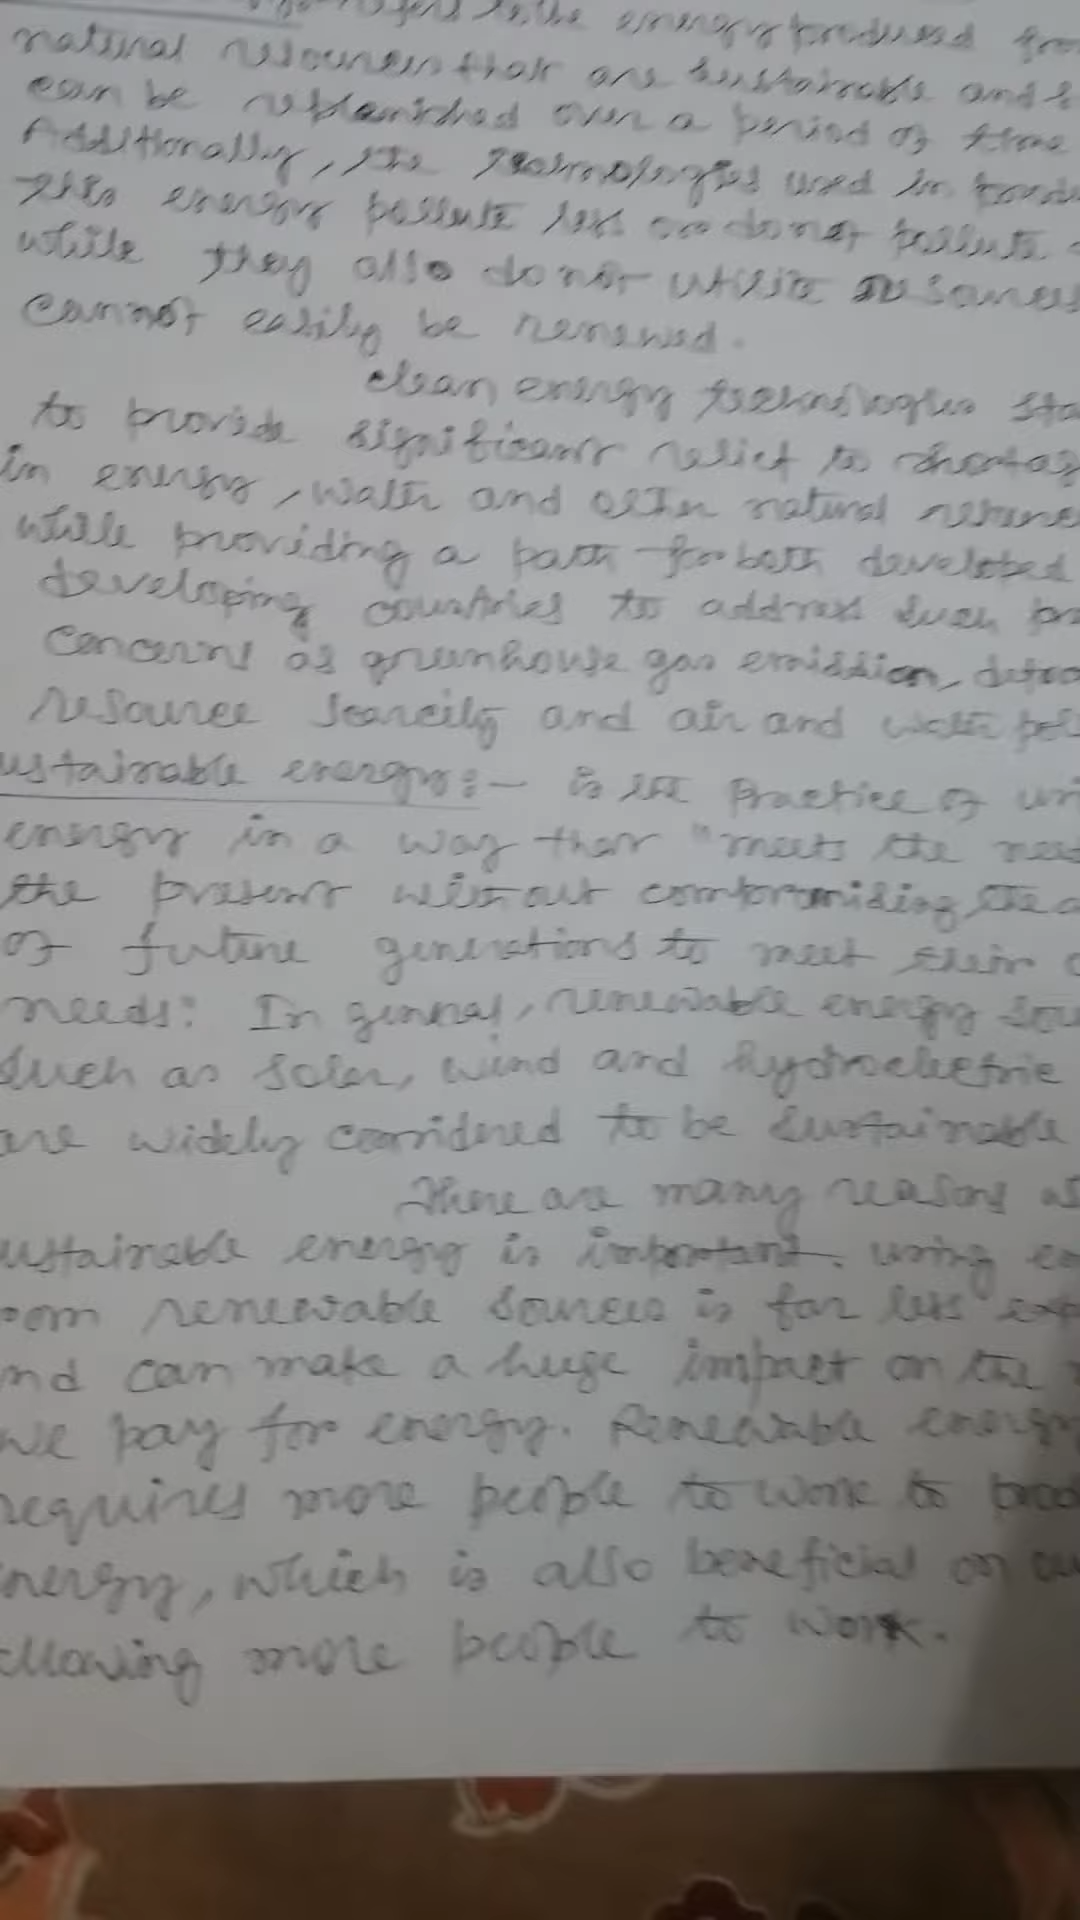 the energy produced
natural resources that are sustainable and
can be replenished over a period of time
Additionally, the technologies used in
this energy pollute less or do not pollute
while they also do not utilize resources
cannot easily be renewed.
clean energy technologies
to provide significant relief to
in energy, water and other natural
while providing a path for both developed
developing countries to address such
concerns as greenhouse gas emission,
resource scarcity and air and water
ustainable energy:- is the Practice of
energy in a way that "meets the
the present without compromising the
of future generations to meet their
needs: In general, renewable energy
such as solar, wind and hydroelectric
are widely considered to be sustainable
There are many reasons
ustainable energy is important. using
rom renewable sources is far less
nd can make a huge impact on the
we pay for energy. Renewable energy
requires more people to work to
nergy, which is also beneficial on
llowing more people to work.